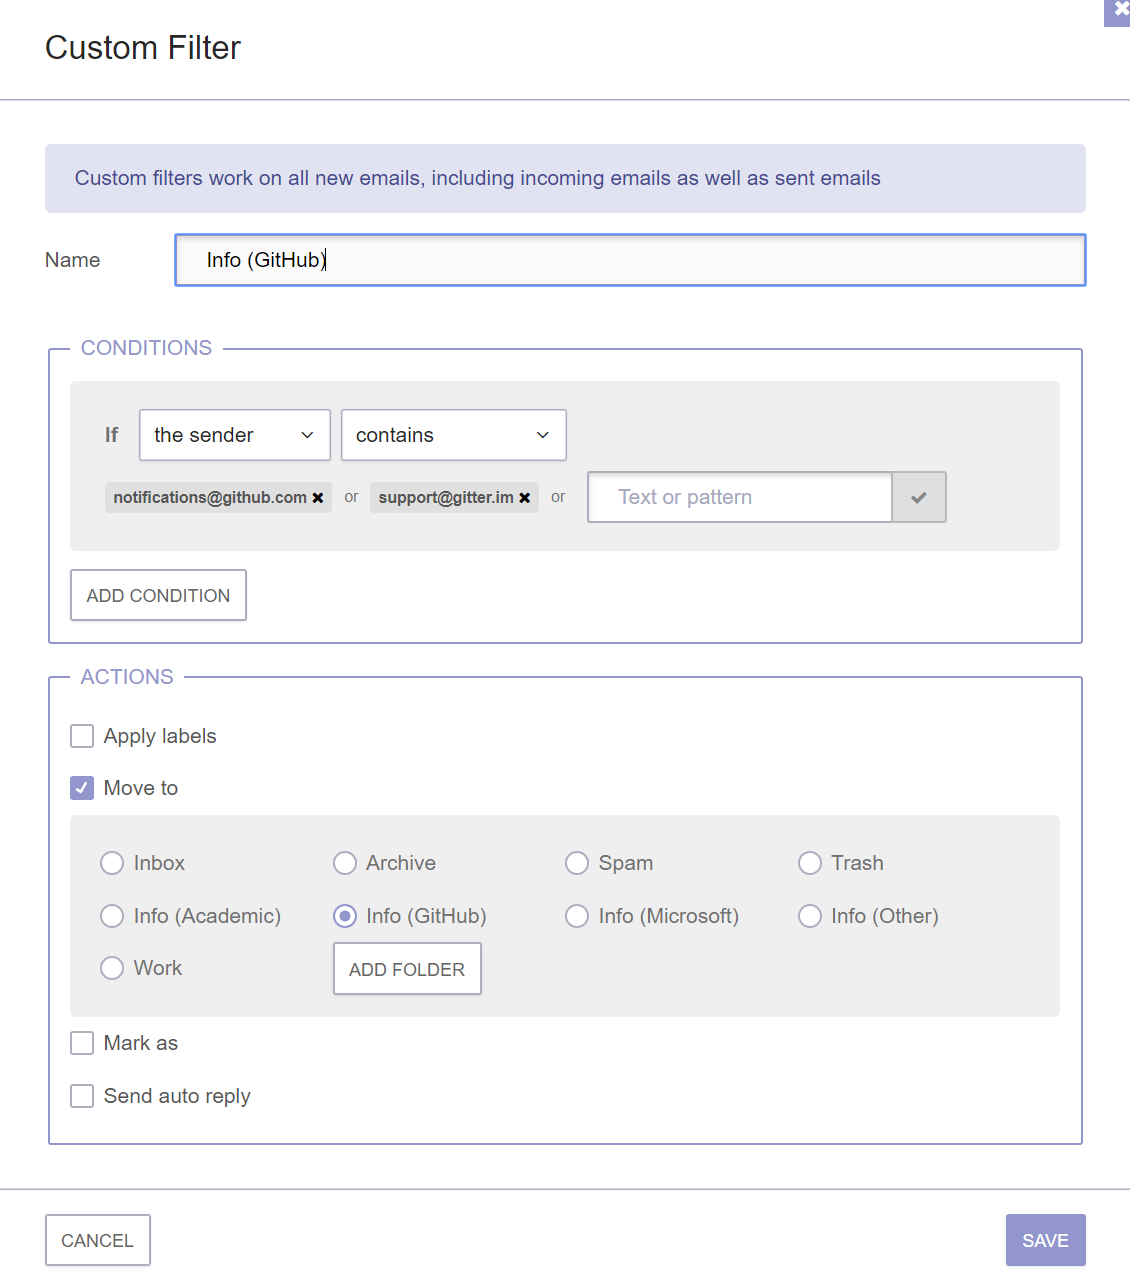 Custom Filter
Custom filters work on all new emails, including incoming emails as well as sent emails
Name Info (GitHub)
CONDITIONS
If the sender contains
notifications@github.com or support@gitter.im or Text or pattern
ADD CONDITION
ACTIONS
Apply labels
Move to
Inbox Archive Spam Trash
Info (Academic) Info (GitHub) Info (Microsoft) Info (Other)
Work ADD FOLDER
Mark as
Send auto reply
CANCEL SAVE